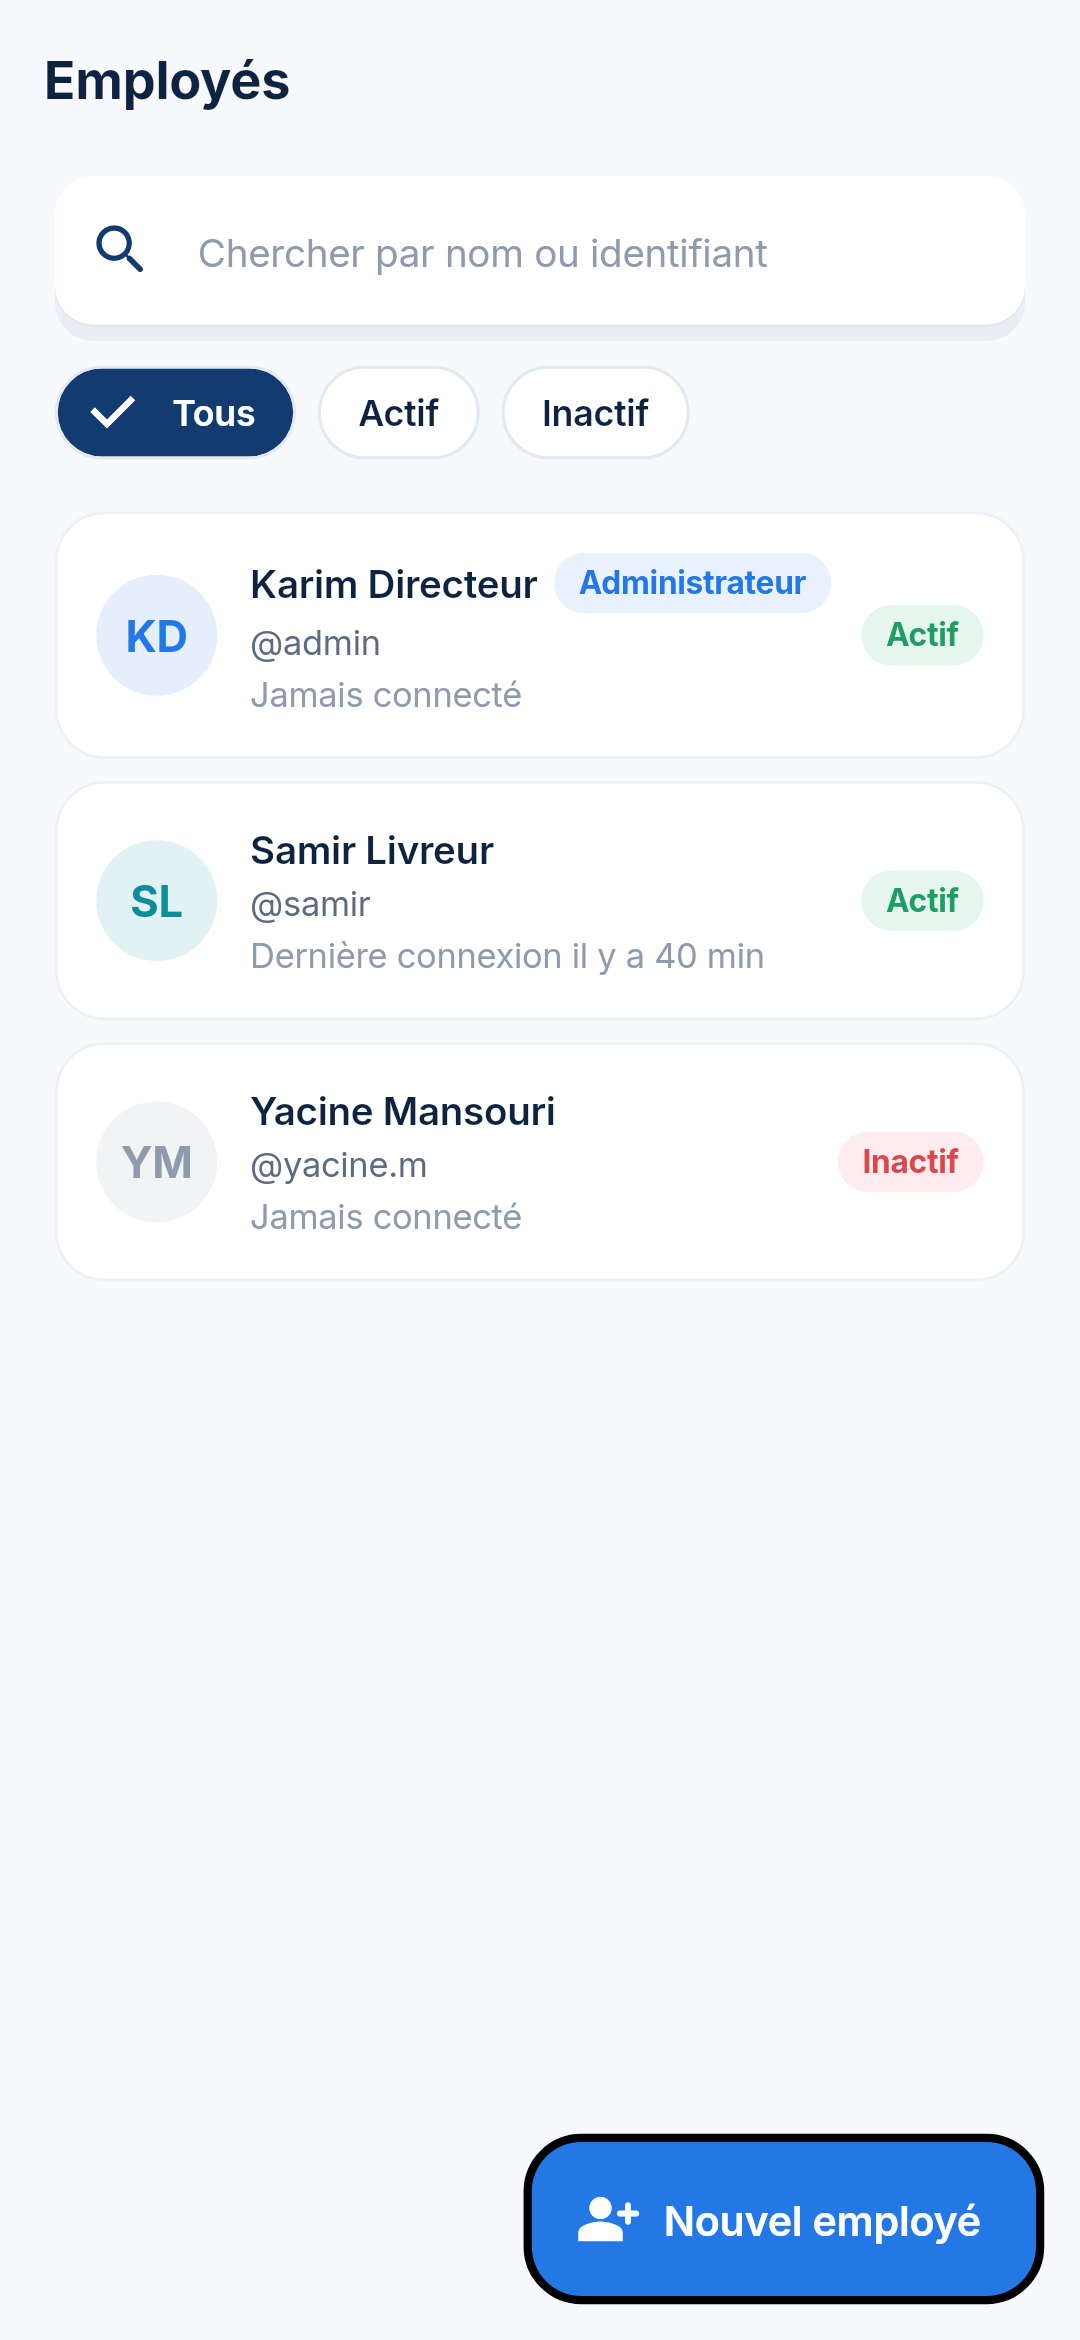 Employés
Chercher par nom ou identifiant
Tous
Actif
Inactif
KD
Karim Directeur
Administrateur
@admin
Jamais connecté
Actif
SL
Samir Livreur
@samir
Dernière connexion il y a 40 min
Actif
YM
Yacine Mansouri
@yacine.m
Jamais connecté
Inactif
Nouvel employé